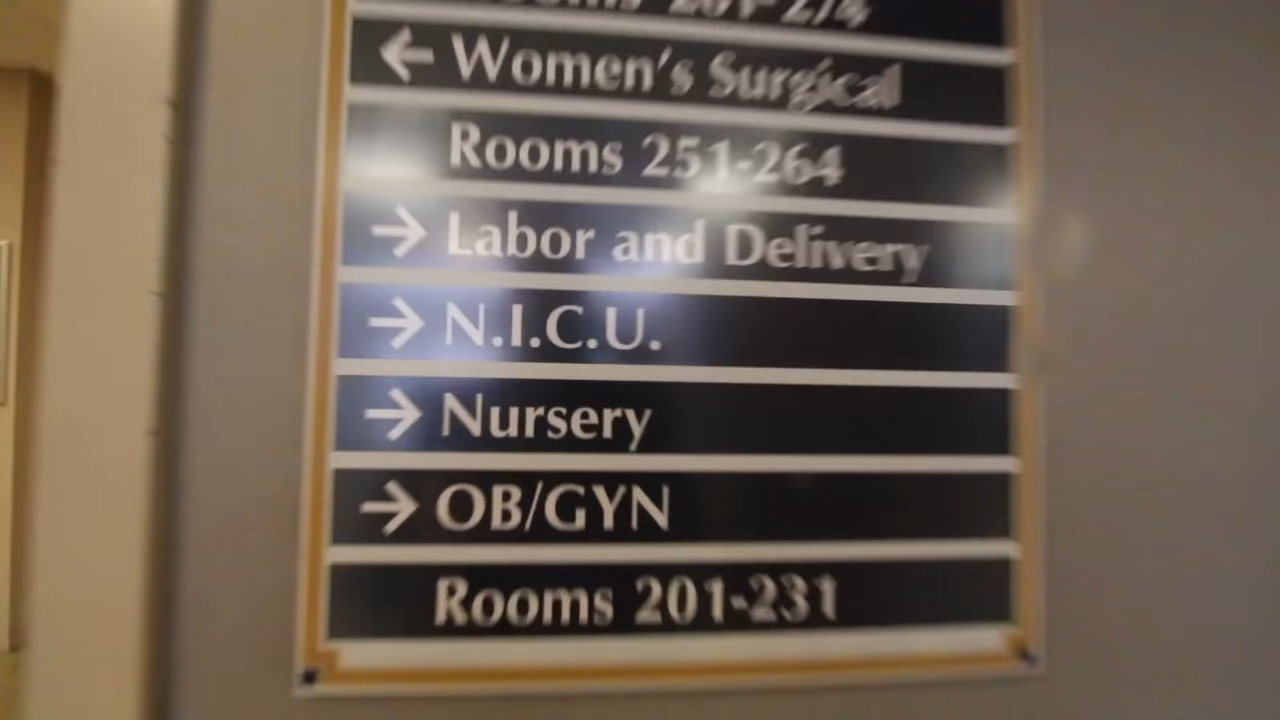 ← Women's Surgical
Rooms 251-264
→ Labor and Delivery
→ N.I.C.U.
→ Nursery
→ OB/GYN
Rooms 201-231